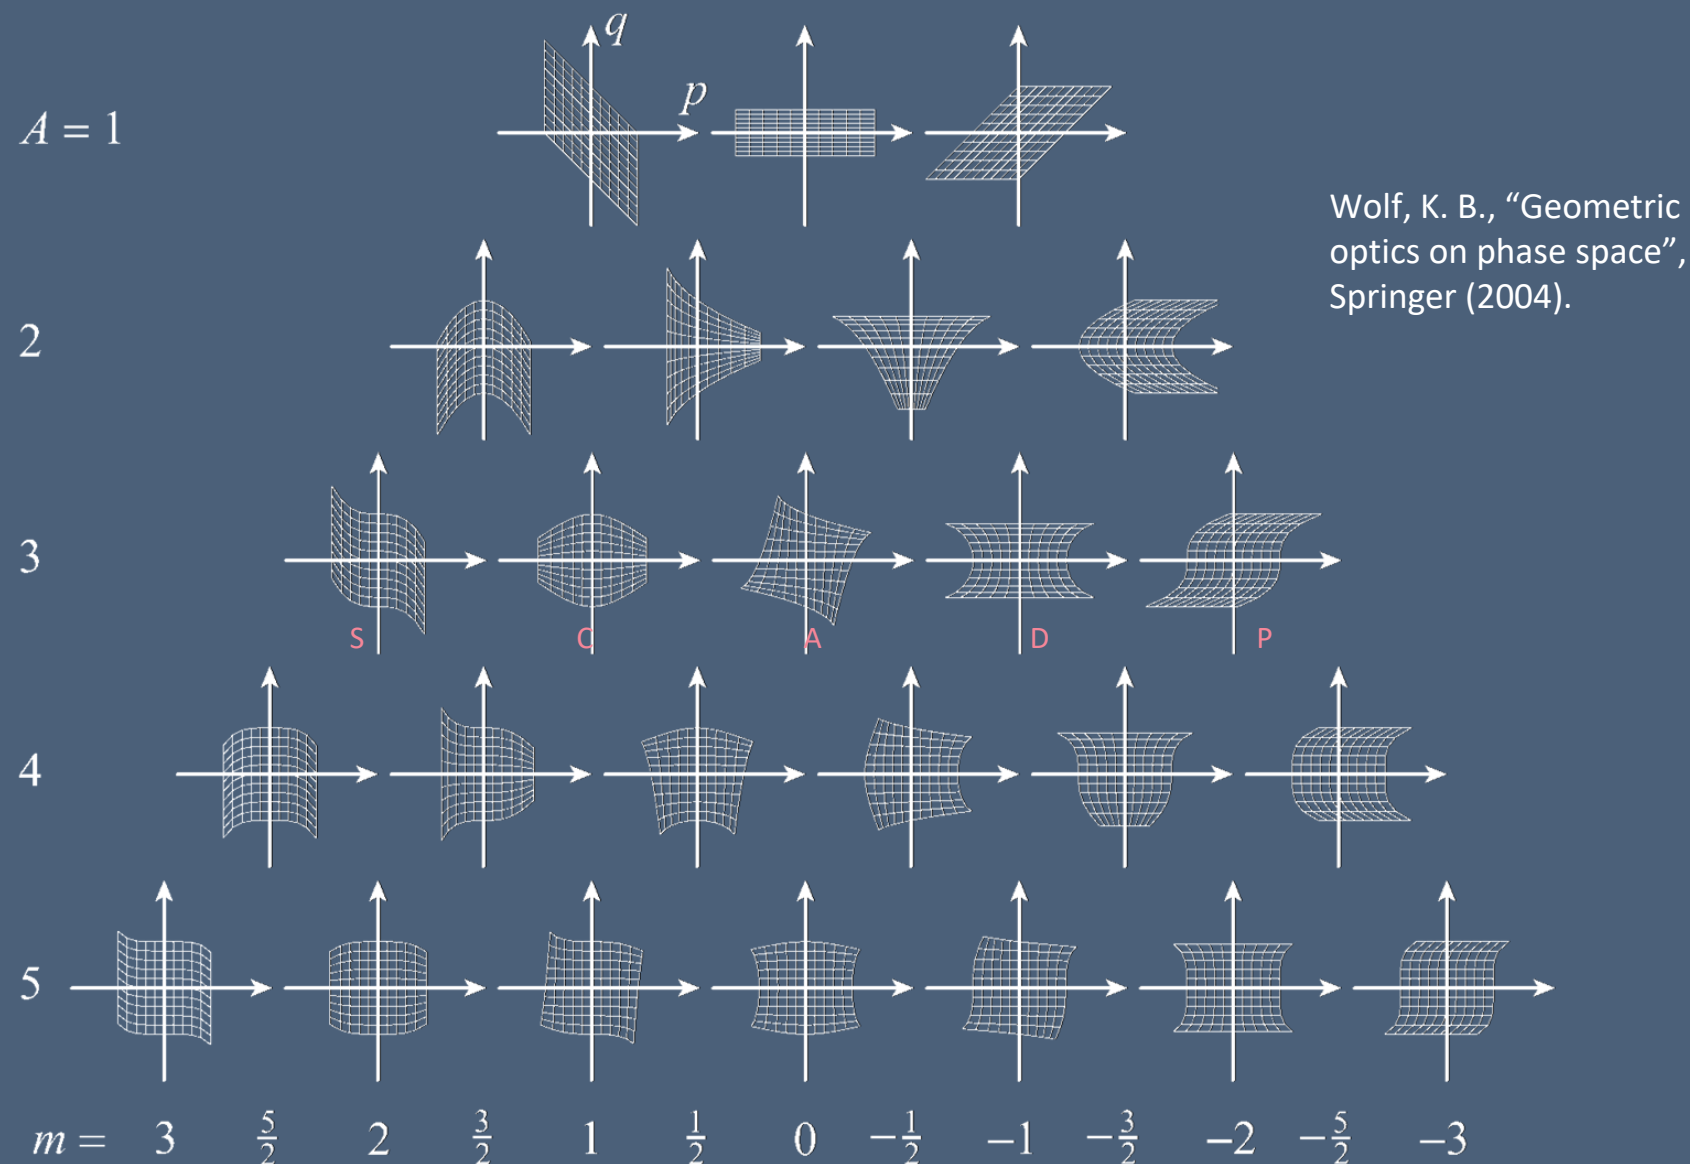 q
p
A = 1
Wolf, K. B., “Geometric
optics on phase space”,
Springer (2004).
2
3
S C A D P
4
5
m = 3 5/2 2 3/2 1 1/2 0 −1/2 −1 −3/2 −2 −5/2 −3